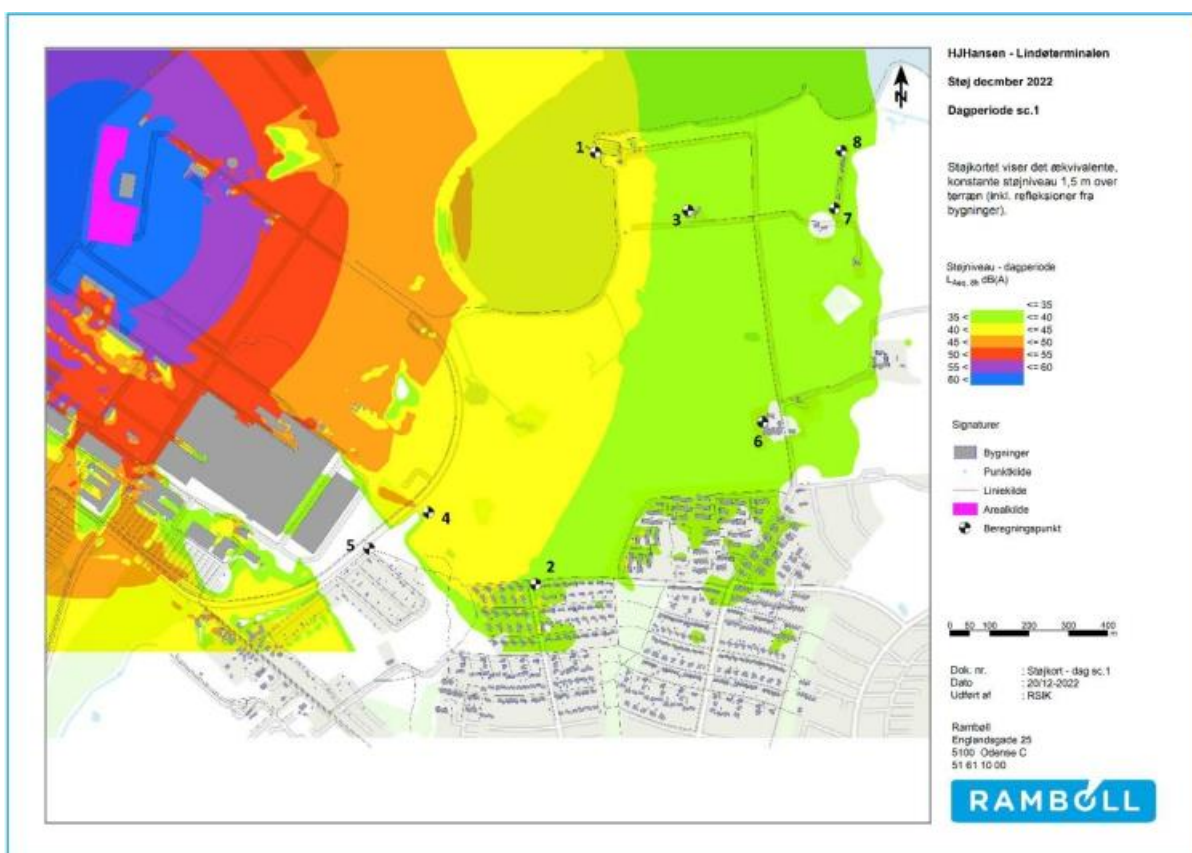 HJHansen - Lindøterminalen
Støj decmber 2022
Dagperiode sc.1
N
Støjkortet viser det ækvivalente,
konstante støjniveau 1,5 m over
terræn (inkl. refleksioner fra
bygninger).
Støjniveau - dagperiode
LAeq, 8h dB(A)
<= 35
35 < <= 40
40 < <= 45
45 < <= 50
50 < <= 55
55 < <= 60
60 <
Signaturer
Bygninger
Punktkilde
Liniekilde
Arealkilde
Beregningspunkt
0 50 100 200 300 400
m
Dok. nr. : Støjkort - dag sc.1
Dato : 20/12-2022
Udført af : RSIK
Rambøll
Englandsgade 25
5100 Odense C
51 61 10 00
RAMBOLL
1
8
3
7
6
4
5
2